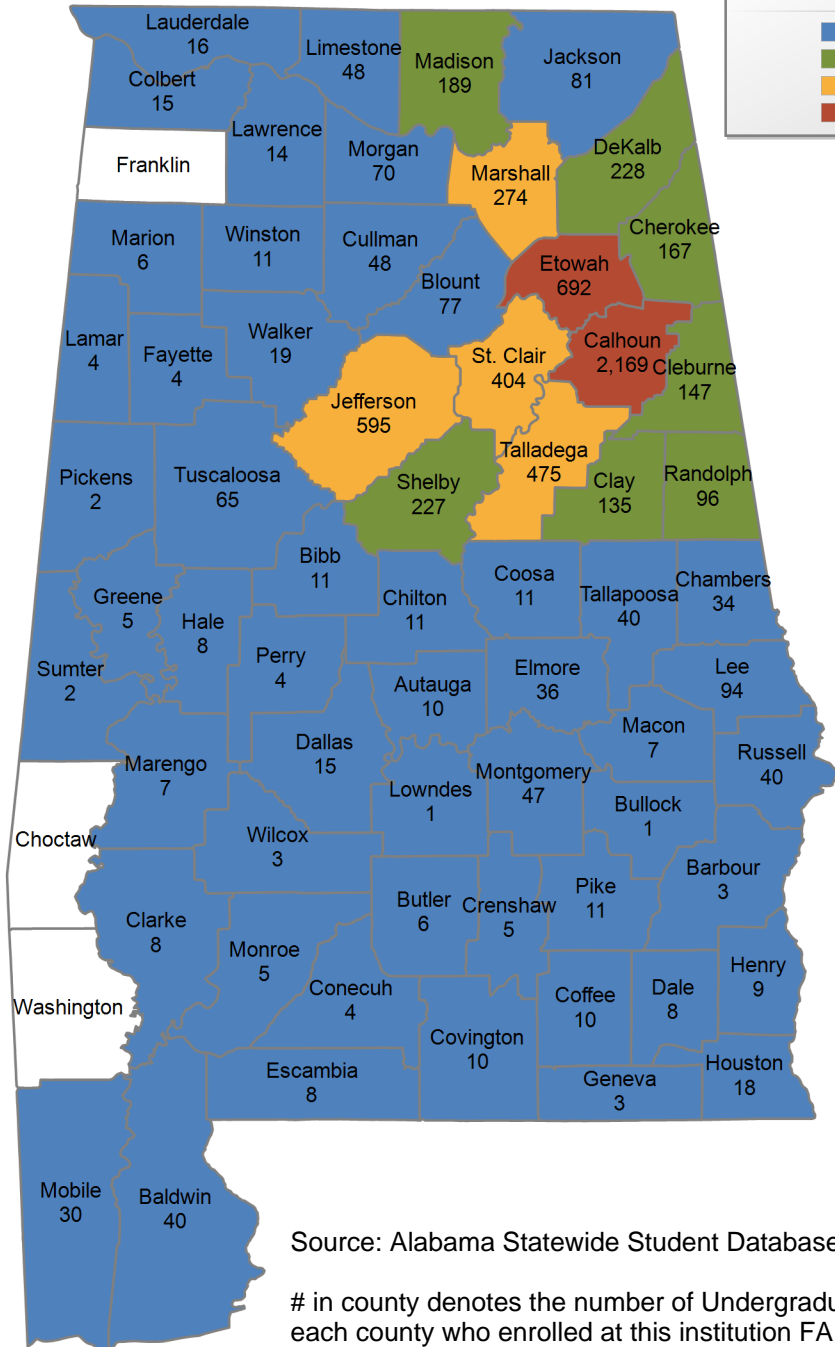 Lauderdale
16
Limestone
48
Madison
189
Jackson
81
Colbert
15
Lawrence
14
Franklin
Morgan
70
Marshall
274
DeKalb
228
Cherokee
167
Marion
6
Winston
11
Cullman
48
Blount
77
Etowah
692
Lamar
4
Fayette
4
Walker
19
Jefferson
595
St. Clair
404
Calhoun
2,169
Cleburne
147
Talladega
475
Pickens
2
Tuscaloosa
65
Shelby
227
Clay
135
Randolph
96
Bibb
11
Greene
5
Hale
8
Chilton
11
Coosa
11
Tallapoosa
40
Chambers
34
Sumter
2
Perry
4
Autauga
10
Elmore
36
Lee
94
Marengo
7
Dallas
15
Lowndes
1
Montgomery
47
Macon
7
Russell
40
Bullock
1
Choctaw
Wilcox
3
Barbour
3
Clarke
8
Butler
6
Crenshaw
5
Pike
11
Monroe
5
Washington
Conecuh
4
Covington
10
Coffee
10
Dale
8
Henry
9
Escambia
8
Geneva
3
Houston
18
Mobile
30
Baldwin
40
Source: Alabama Statewide Student Database
# in county denotes the number of
each county who enrolled at this institution